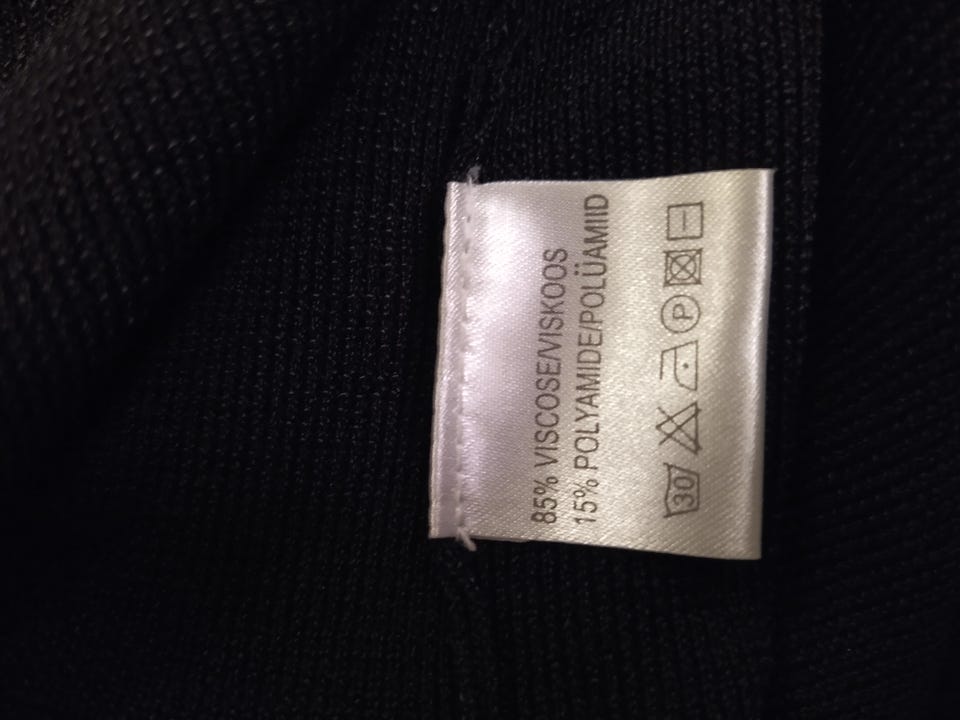 85% VISCOSE/VISKOOS
15% POLYAMIDE/POLÜAMIID
30 P